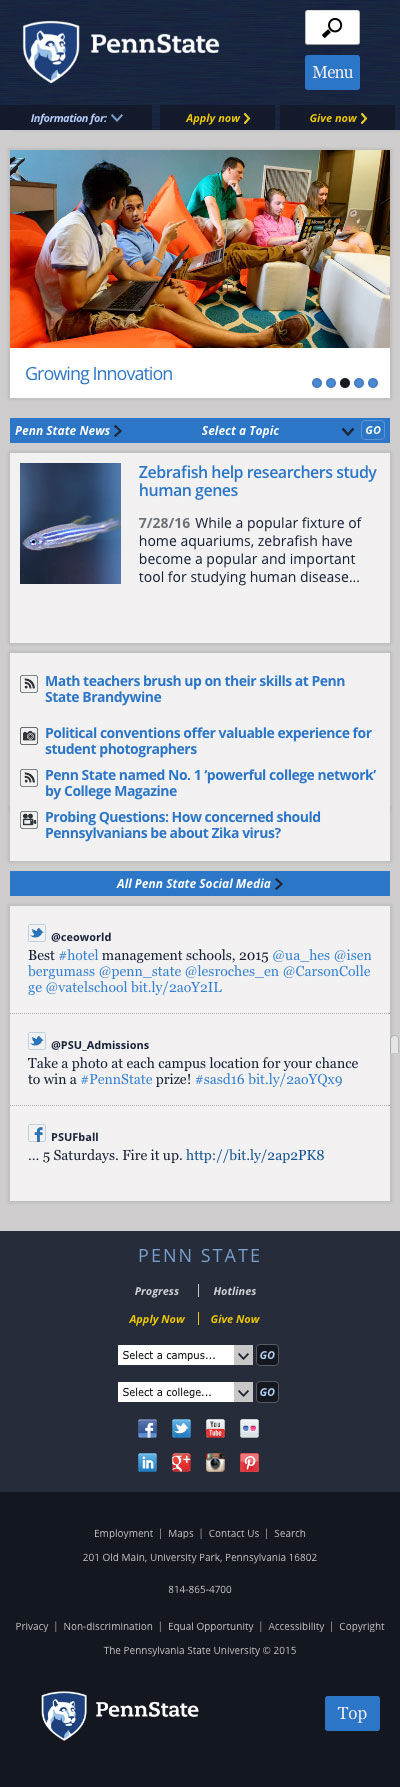 PennState
Menu
Information for:
Apply now
Give now
Growing Innovation
Penn State News
Select a Topic
GO
Zebrafish help researchers study
human genes
7/28/16 While a popular fixture of
home aquariums, zebrafish have
become a popular and important
tool for studying human disease...
Math teachers brush up on their skills at Penn
State Brandywine
Political conventions offer valuable experience for
student photographers
Penn State named No. 1 ‘powerful college network’
by College Magazine
Probing Questions: How concerned should
Pennsylvanians be about Zika virus?
All Penn State Social Media
@ceoworld
Best #hotel management schools, 2015 @ua_hes @isen
bergumass @penn_state @lesroches_en @CarsonColle
ge @vatelschool bit.ly/2aoY2IL
@PSU_Admissions
Take a photo at each campus location for your chance
to win a #PennState prize! #sasd16 bit.ly/2aoYQx9
PSUFball
... 5 Saturdays. Fire it up. http://bit.ly/2ap2PK8
PENN STATE
Progress | Hotlines
Apply Now | Give Now
Select a campus... GO
Select a college... GO
You
Tube
Employment | Maps | Contact Us | Search
201 Old Main, University Park, Pennsylvania 16802
814-865-4700
Privacy | Non-discrimination | Equal Opportunity | Accessibility | Copyright
The Pennsylvania State University © 2015
PennState
Top